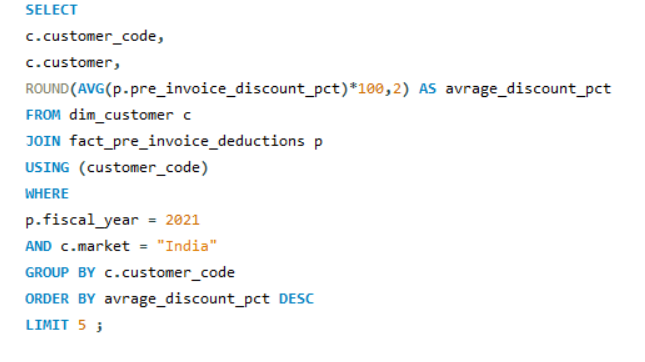 SELECT
c.customer_code,
c.customer,
ROUND(AVG(p.pre_invoice_discount_pct)*100,2) AS avrage_discount_pct
FROM dim_customer c
JOIN fact_pre_invoice_deductions p
USING (customer_code)
WHERE
p.fiscal_year = 2021
AND c.market = "India"
GROUP BY c.customer_code
ORDER BY avrage_discount_pct DESC
LIMIT 5 ;